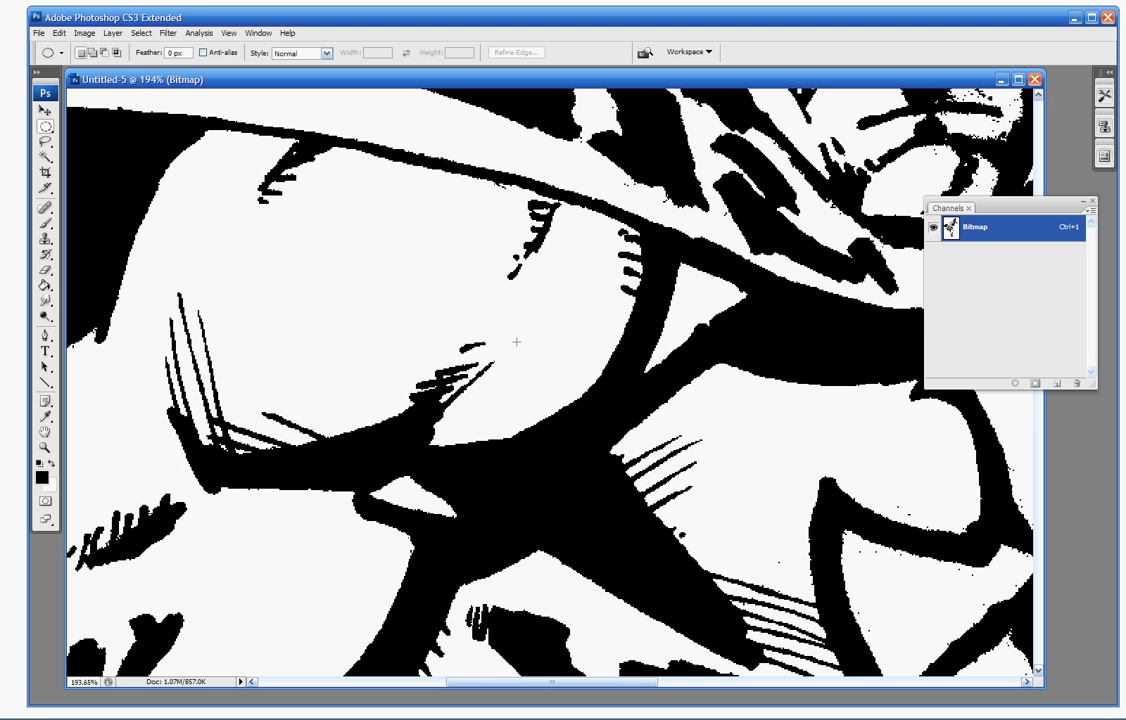 Ps Adobe Photoshop CS3 Extended
File Edit Image Layer Select Filter Analysis View Window Help
Feather: 0 px Anti-alias Style: Normal Width: Height: Refine Edge... Workspace
Ps Untitled-5 @ 194% (Bitmap)
Ps
T
Channels x
Bitmap Ctrl+1
193.65% Doc: 1.07M/857.0K